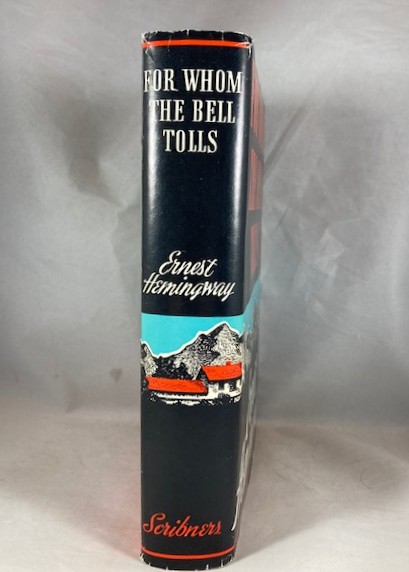 FOR WHOM
THE BELL
TOLLS
Ernest
Hemingway
Scribners